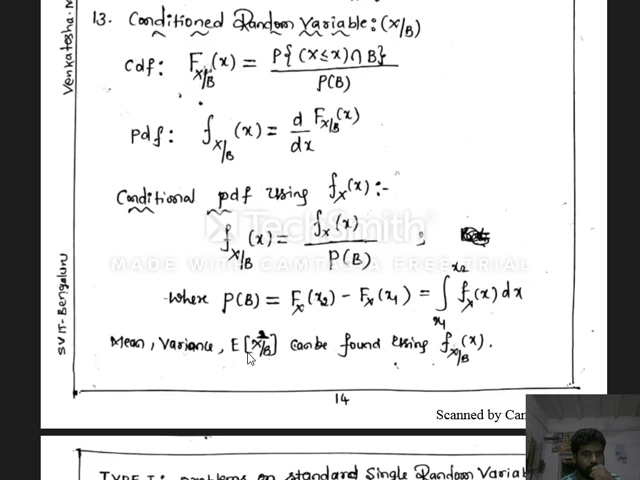 13. Conditioned Random Variable: (X/B)
Cdf: F_{X/B}(x) = P{(X≤x)∩B} / P(B)
Pdf: f_{X/B}(x) = d/dx F_{X/B}(x)
Conditional pdf using f_X(x):-
f_{X/B}(x) = f_X(x) / P(B) ;
TechSmith
MADE WITH CAMTASIA FREE TRIAL
where P(B) = F_X(x2) - F_X(x1) = ∫_{x1}^{x2} f_X(x) dx
Mean, Variance, E[X²/B] can be found using f_{X/B}(x).
14
Scanned by Cam
TYPE I: Problems on standard Single Random Variab
Venkatesha.M
SVIT-Bengaluru